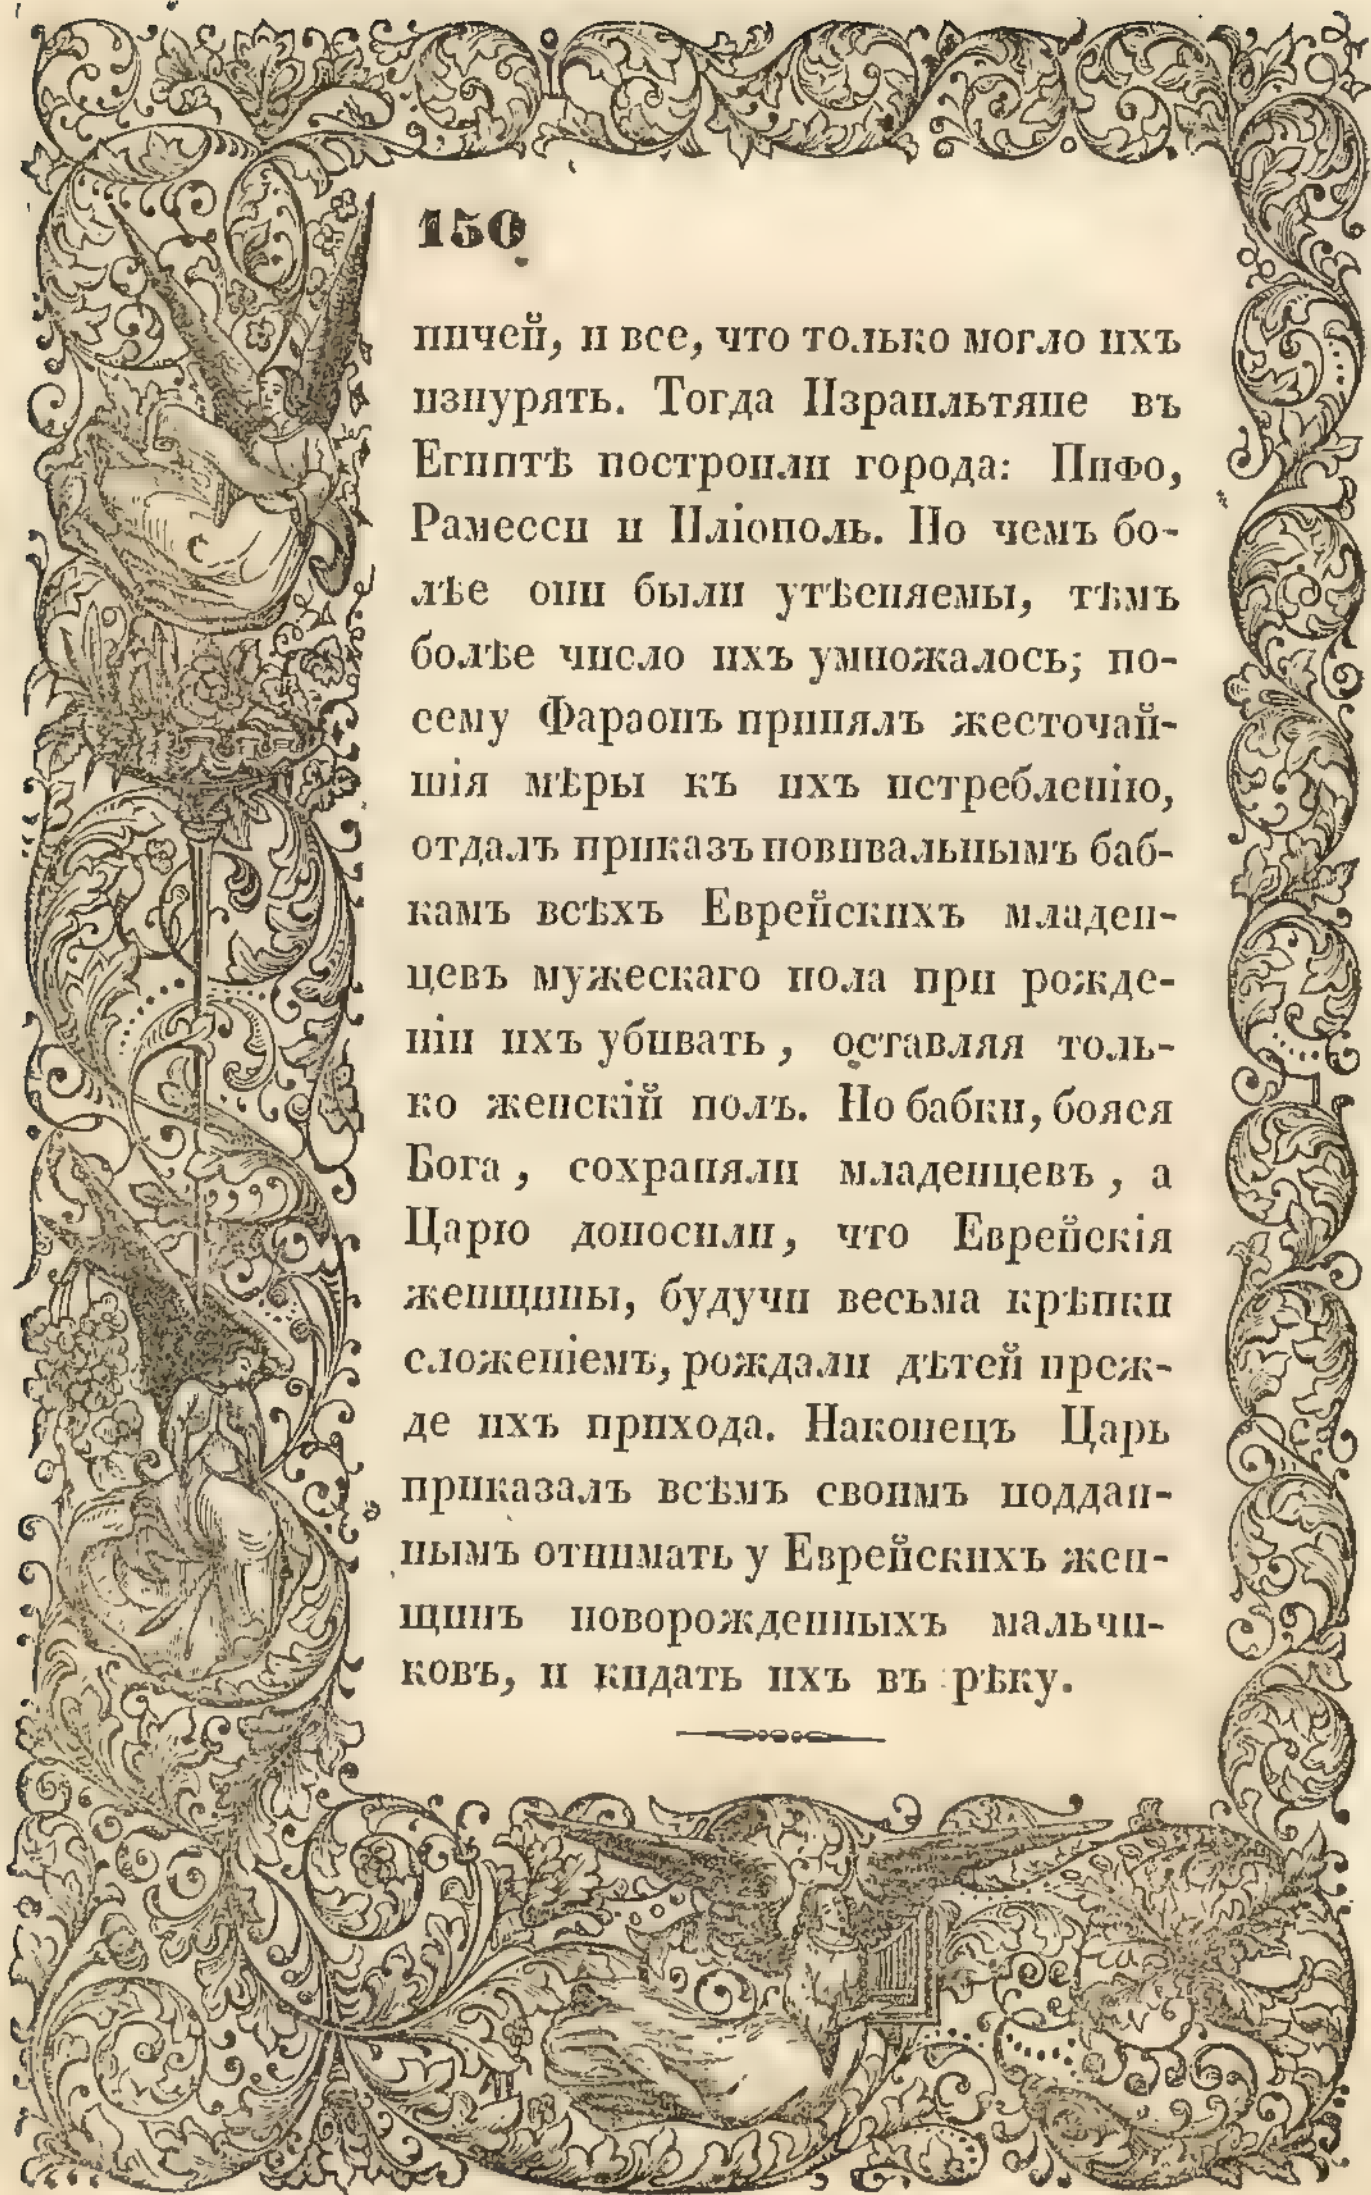 150
пичей, и все, что только могло ихъ
изнурять. Тогда Израильтяне въ
Египтѣ построили города: Пифо,
Рамесси и Иліополь. Но чемъ бо-
лѣе они были утѣсняемы, тѣмъ
болѣе число ихъ умножалось; по-
сему Фараонъ принялъ жесточай-
шія мѣры къ ихъ истребленію,
отдалъ приказъ повивальнымъ баб-
камъ всѣхъ Еврейскихъ младен-
цевъ мужескаго пола при рожде-
ніи ихъ убивать, оставляя толь-
ко женскій полъ. Но бабки, бояся
Бога, сохраняли младенцевъ, а
Царю доносили, что Еврейскія
женщины, будучи весьма крѣпки
сложеніемъ, рождали дѣтей преж-
де ихъ прихода. Наконецъ Царь
приказалъ всѣмъ своимъ поддан-
нымъ отнимать у Еврейскихъ жен-
щинъ новорожденныхъ мальчи-
ковъ, и кидать ихъ въ рѣку.